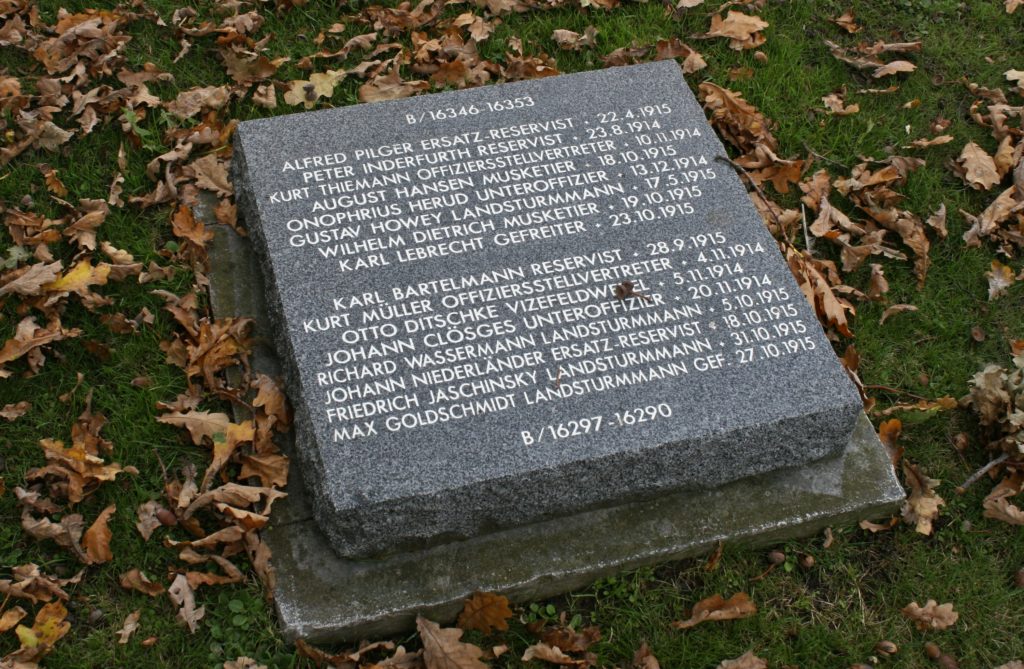 B/16346-16353
ALFRED PILGER ERSATZ-RESERVIST · 22.4.1915
PETER INDERFURTH RESERVIST · 23.8.1914
KURT THIEMANN OFFIZIERSSTELLVERTRETER · 10.11.1914
AUGUST HANSEN MUSKETIER · 18.10.1915
ONOPHRIUS HERUD UNTEROFFIZIER · 13.12.1914
GUSTAV HOWEY LANDSTURMMANN · 17.5.1915
WILHELM DIETRICH MUSKETIER · 19.10.1915
KARL LEBRECHT GEFREITER · 23.10.1915
KARL BARTELMANN RESERVIST · 28.9.1915
KURT MÜLLER OFFIZIERSSTELLVERTRETER · 4.11.1914
OTTO DITSCHKE VIZEFELDWEBEL · 5.11.1914
JOHANN CLÖSGES UNTEROFFIZIER · 20.11.1914
RICHARD WASSERMANN LANDSTURMMANN · 5.10.1915
JOHANN NIEDERLÄNDER ERSATZ-RESERVIST · 18.10.1915
FRIEDRICH JASCHINSKY LANDSTURMMANN · 31.10.1915
MAX GOLDSCHMIDT LANDSTURMMANN GEF. 27.10.1915
B/16297-16290